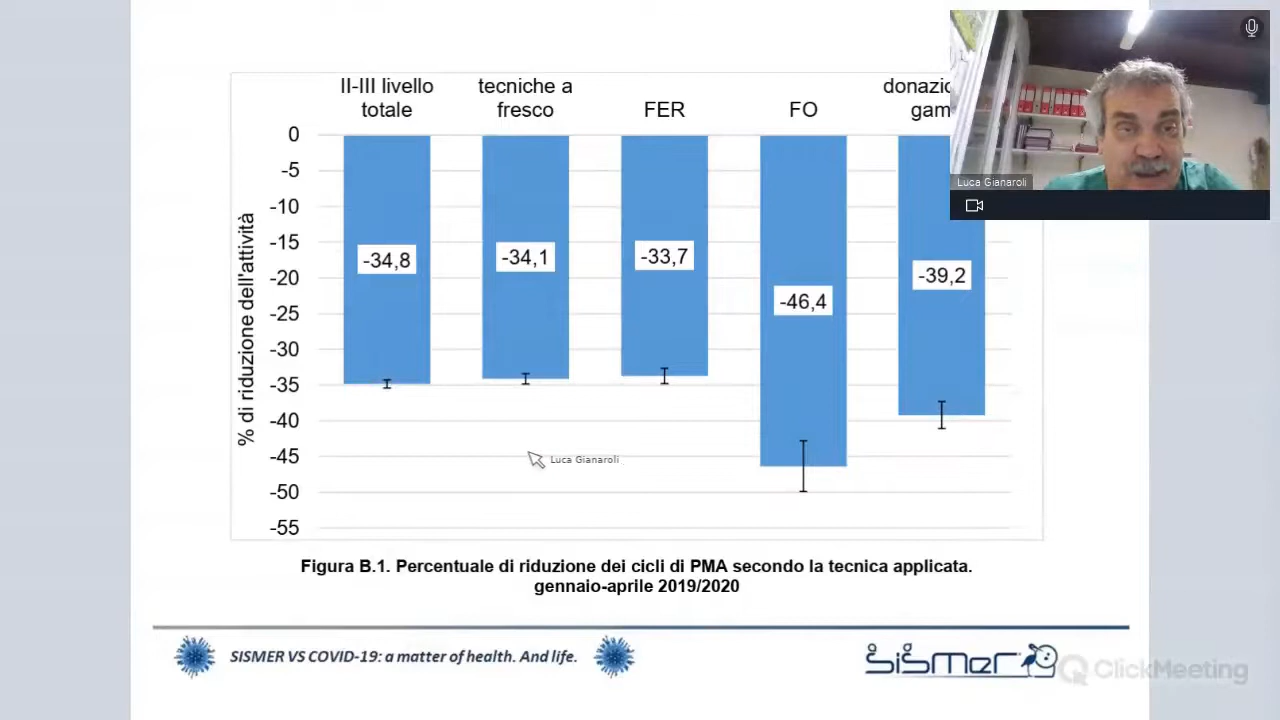 II-III livello
totale
tecniche a
fresco
FER
FO
Luca Gianaroli
% di riduzione dell'attività
0
-5
-10
-15
-20
-25
-30
-35
-40
-45
-50
-55
-34,8
-34,1
-33,7
-46,4
-39,2
Luca Gianaroli
Figura B.1. Percentuale di riduzione dei cicli di PMA secondo la tecnica applicata.
gennaio-aprile 2019/2020
SISMER VS COVID-19: a matter of health. And life.
SISMER
ClickMeeting